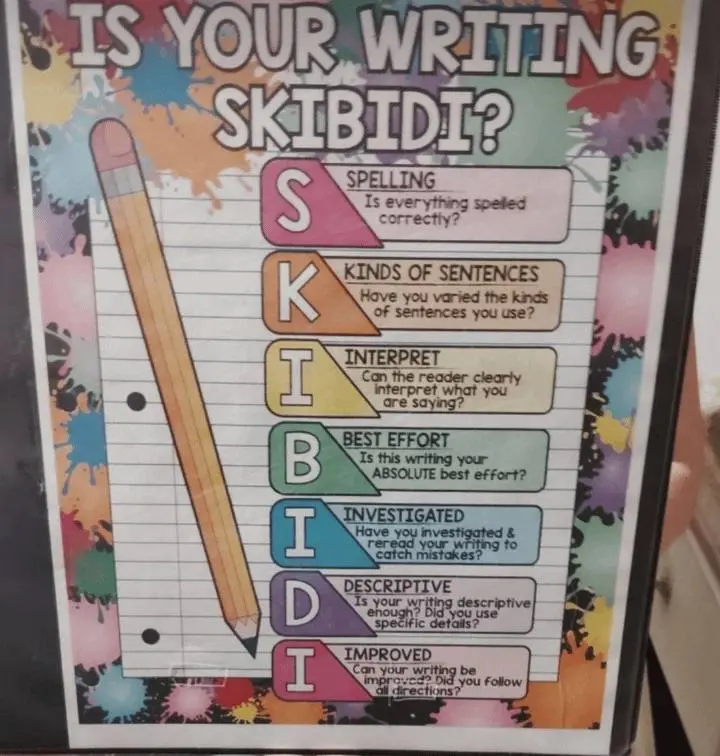 IS YOUR WRITING
SKIBIDI?
S
SPELLING
Is everything spelled
correctly?
K
KINDS OF SENTENCES
Have you varied the kinds
of sentences you use?
I
INTERPRET
Can the reader clearly
interpret what you
are saying?
B
BEST EFFORT
Is this writing your
ABSOLUTE best effort?
I
INVESTIGATED
Have you investigated &
reread your writing to
catch mistakes?
D
DESCRIPTIVE
Is your writing descriptive
enough? Did you use
specific details?
I
IMPROVED
Can your writing be
improved? Did you follow
all directions?